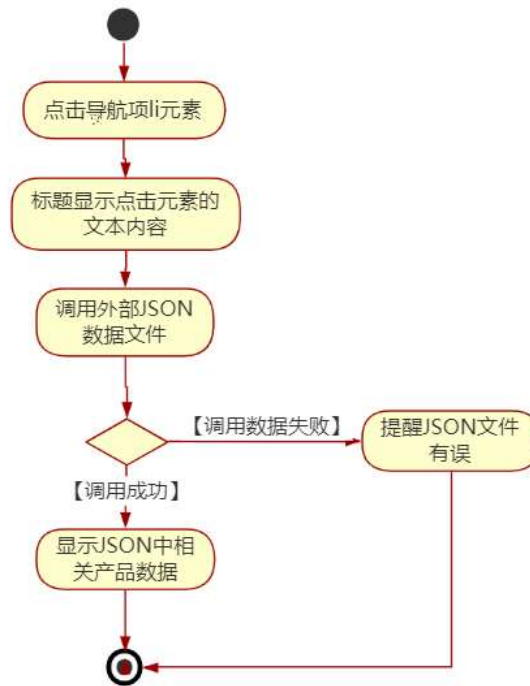 点击导航项li元素
标题显示点击元素的
文本内容
调用外部JSON
数据文件
【调用数据失败】
提醒JSON文件
有误
【调用成功】
显示JSON中相
关产品数据